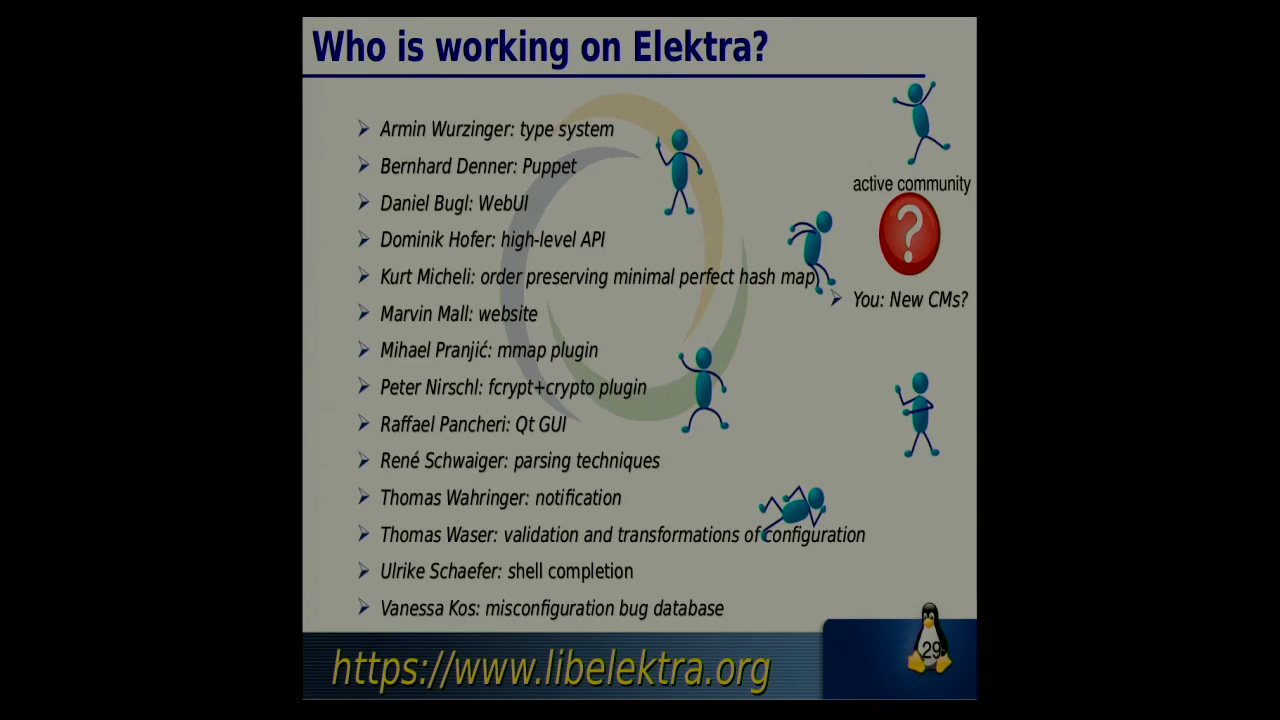 Who is working on Elektra?
Armin Wurzinger: type system
Bernhard Denner: Puppet
Daniel Bugl: WebUI
Dominik Hofer: high-level API
Kurt Micheli: order preserving minimal perfect hash map
Marvin Mall: website
Mihael Pranjić: mmap plugin
Peter Nirschl: fcrypt+crypto plugin
Raffael Pancheri: Qt GUI
René Schwaiger: parsing techniques
Thomas Wahringer: notification
Thomas Waser: validation and transformations of configuration
Ulrike Schaefer: shell completion
Vanessa Kos: misconfiguration bug database
active community
?
You: New CMs?
https://www.libelektra.org
29